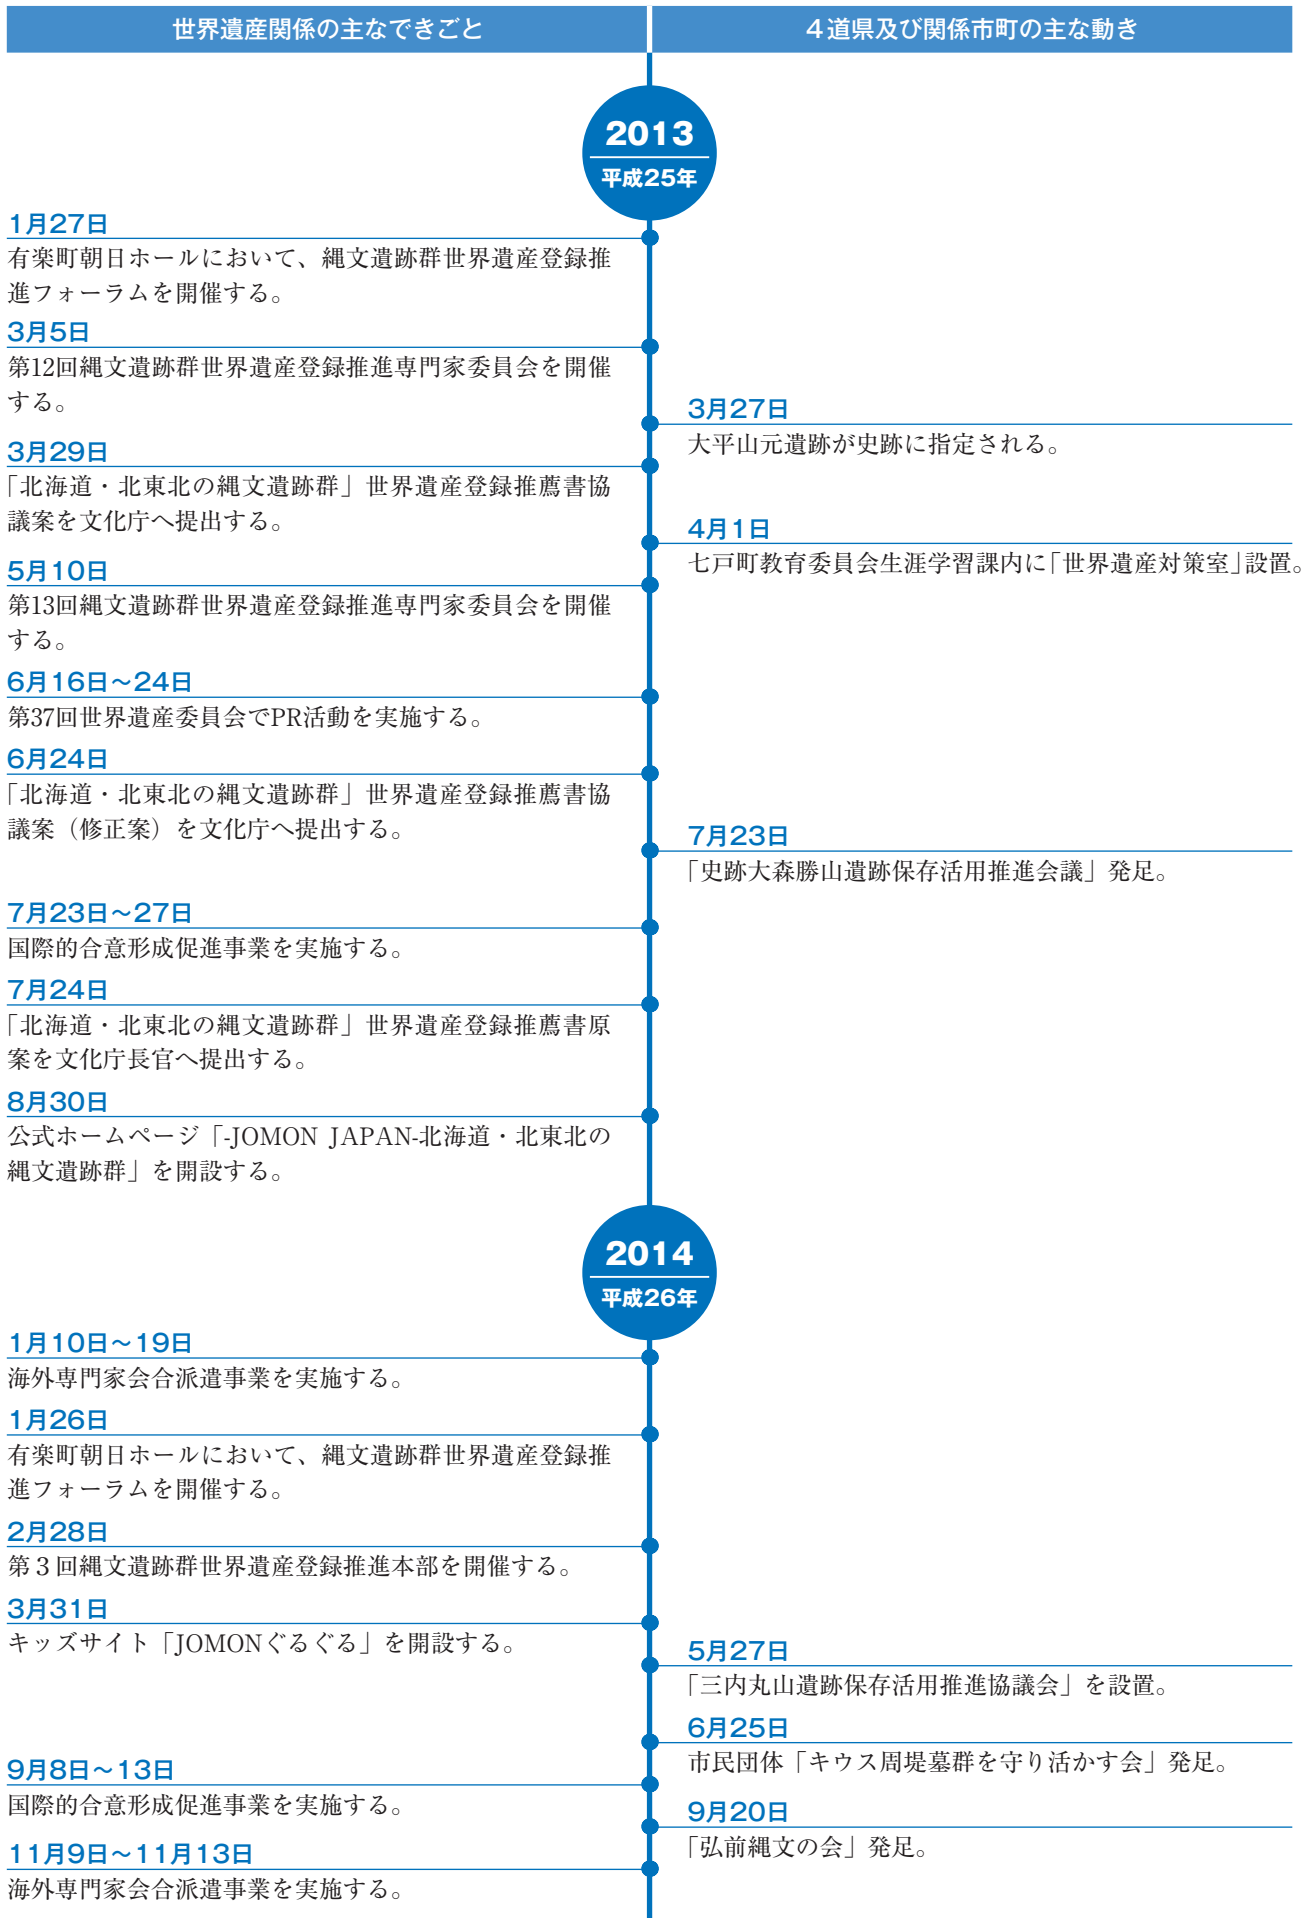 世界遺産関係の主なできごと
4道県及び関係市町の主な動き
2013
平成25年
1月27日
有楽町朝日ホールにおいて、縄文遺跡群世界遺産登録推
進フォーラムを開催する。
3月5日
第12回縄文遺跡群世界遺産登録推進専門家委員会を開催
する。
3月27日
大平山元遺跡が史跡に指定される。
3月29日
「北海道・北東北の縄文遺跡群」世界遺産登録推薦書協
議案を文化庁へ提出する。
4月1日
七戸町教育委員会生涯学習課内に「世界遺産対策室」設置。
5月10日
第13回縄文遺跡群世界遺産登録推進専門家委員会を開催
する。
6月16日～24日
第37回世界遺産委員会でPR活動を実施する。
6月24日
「北海道・北東北の縄文遺跡群」世界遺産登録推薦書協
議案（修正案）を文化庁へ提出する。
7月23日
「史跡大森勝山遺跡保存活用推進会議」発足。
7月23日～27日
国際的合意形成促進事業を実施する。
7月24日
「北海道・北東北の縄文遺跡群」世界遺産登録推薦書原
案を文化庁長官へ提出する。
8月30日
公式ホームページ「-JOMON JAPAN-北海道・北東北の
縄文遺跡群」を開設する。
2014
平成26年
1月10日～19日
海外専門家会合派遣事業を実施する。
1月26日
有楽町朝日ホールにおいて、縄文遺跡群世界遺産登録推
進フォーラムを開催する。
2月28日
第３回縄文遺跡群世界遺産登録推進本部を開催する。
3月31日
キッズサイト「JOMONぐるぐる」を開設する。
5月27日
「三内丸山遺跡保存活用推進協議会」を設置。
6月25日
市民団体「キウス周堤墓群を守り活かす会」発足。
9月8日～13日
国際的合意形成促進事業を実施する。
9月20日
「弘前縄文の会」発足。
11月9日～11月13日
海外専門家会合派遣事業を実施する。